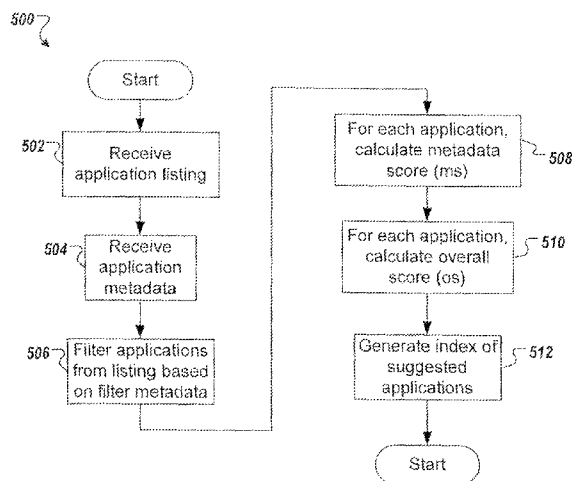 500
Start
502
Receive
application listing
504
Receive
application
metadata
506
Filter applications
from listing based
on filter metadata
For each application,
calculate metadata
score (ms)
508
For each application,
calculate overall
score (os)
510
Generate index of
suggested
applications
512
Start